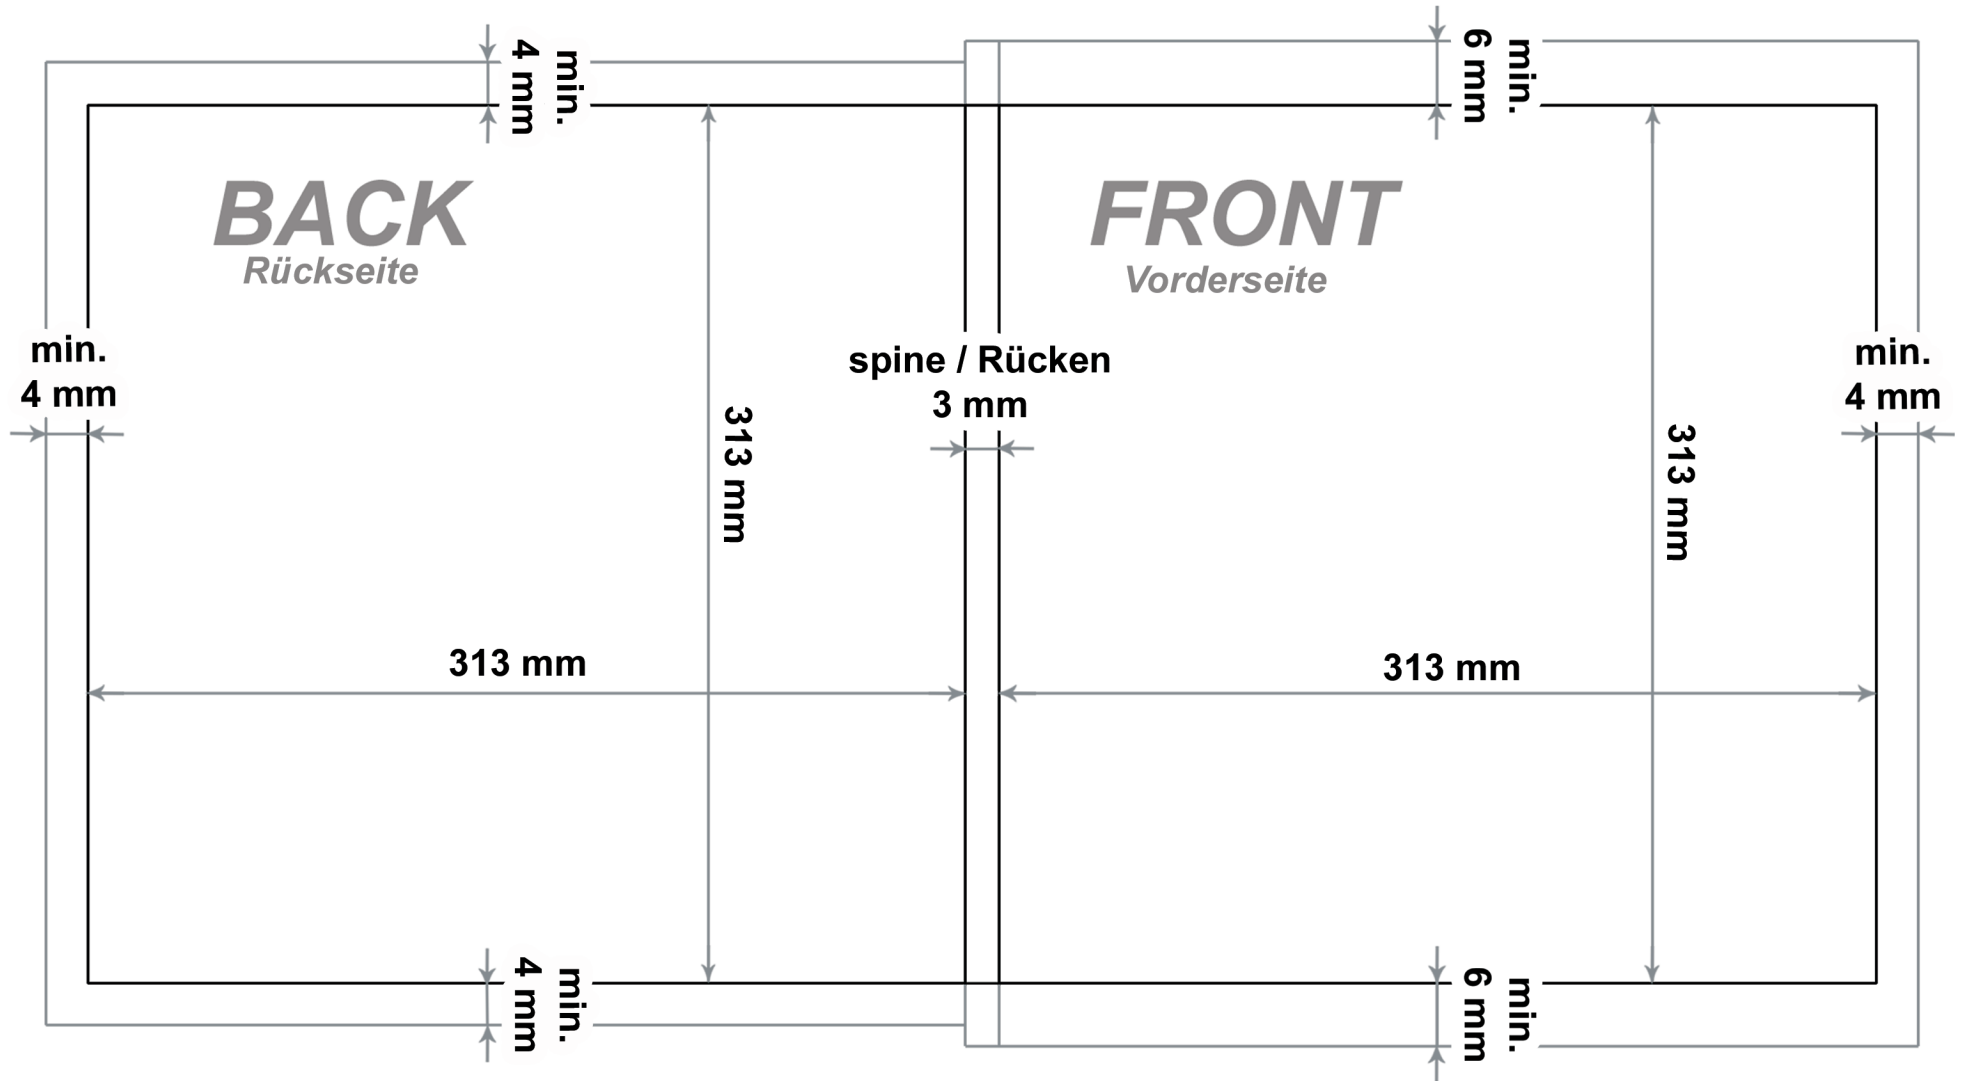 min.
4 mm
min.
6 mm
BACK
Rückseite
FRONT
Vorderseite
min.
4 mm
spine / Rücken
3 mm
min.
4 mm
313 mm
313 mm
313 mm
313 mm
min.
4 mm
min.
6 mm